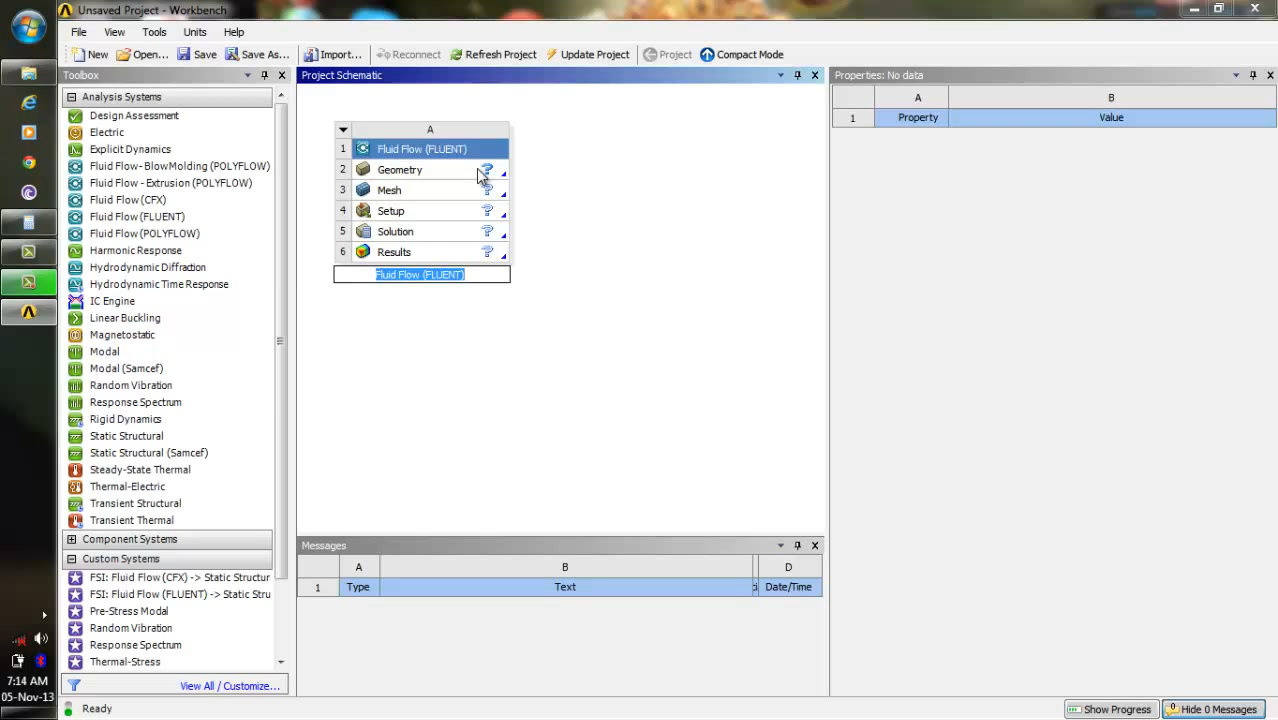 Unsaved Project - Workbench
File View Tools Units Help
New Open... Save Save As... Import... Reconnect Refresh Project Update Project Project Compact Mode
Toolbox
Analysis Systems
Design Assessment
Electric
Explicit Dynamics
Fluid Flow- BlowMolding (POLYFLOW)
Fluid Flow - Extrusion (POLYFLOW)
Fluid Flow (CFX)
Fluid Flow (FLUENT)
Fluid Flow (POLYFLOW)
Harmonic Response
Hydrodynamic Diffraction
Hydrodynamic Time Response
IC Engine
Linear Buckling
Magnetostatic
Modal
Modal (Samcef)
Random Vibration
Response Spectrum
Rigid Dynamics
Static Structural
Static Structural (Samcef)
Steady-State Thermal
Thermal-Electric
Transient Structural
Transient Thermal
Component Systems
Custom Systems
FSI: Fluid Flow (CFX) -> Static Structur
FSI: Fluid Flow (FLUENT) -> Static Stru
Pre-Stress Modal
Random Vibration
Response Spectrum
Thermal-Stress
View All / Customize...
Project Schematic
A
1 Fluid Flow (FLUENT)
2 Geometry ?
3 Mesh ?
4 Setup ?
5 Solution ?
6 Results ?
Fluid Flow (FLUENT)
Messages
A B D
1 Type Text Date/Time
Properties: No data
A B
1 Property Value
7:14 AM
05-Nov-13
Ready
Show Progress
Hide 0 Messages